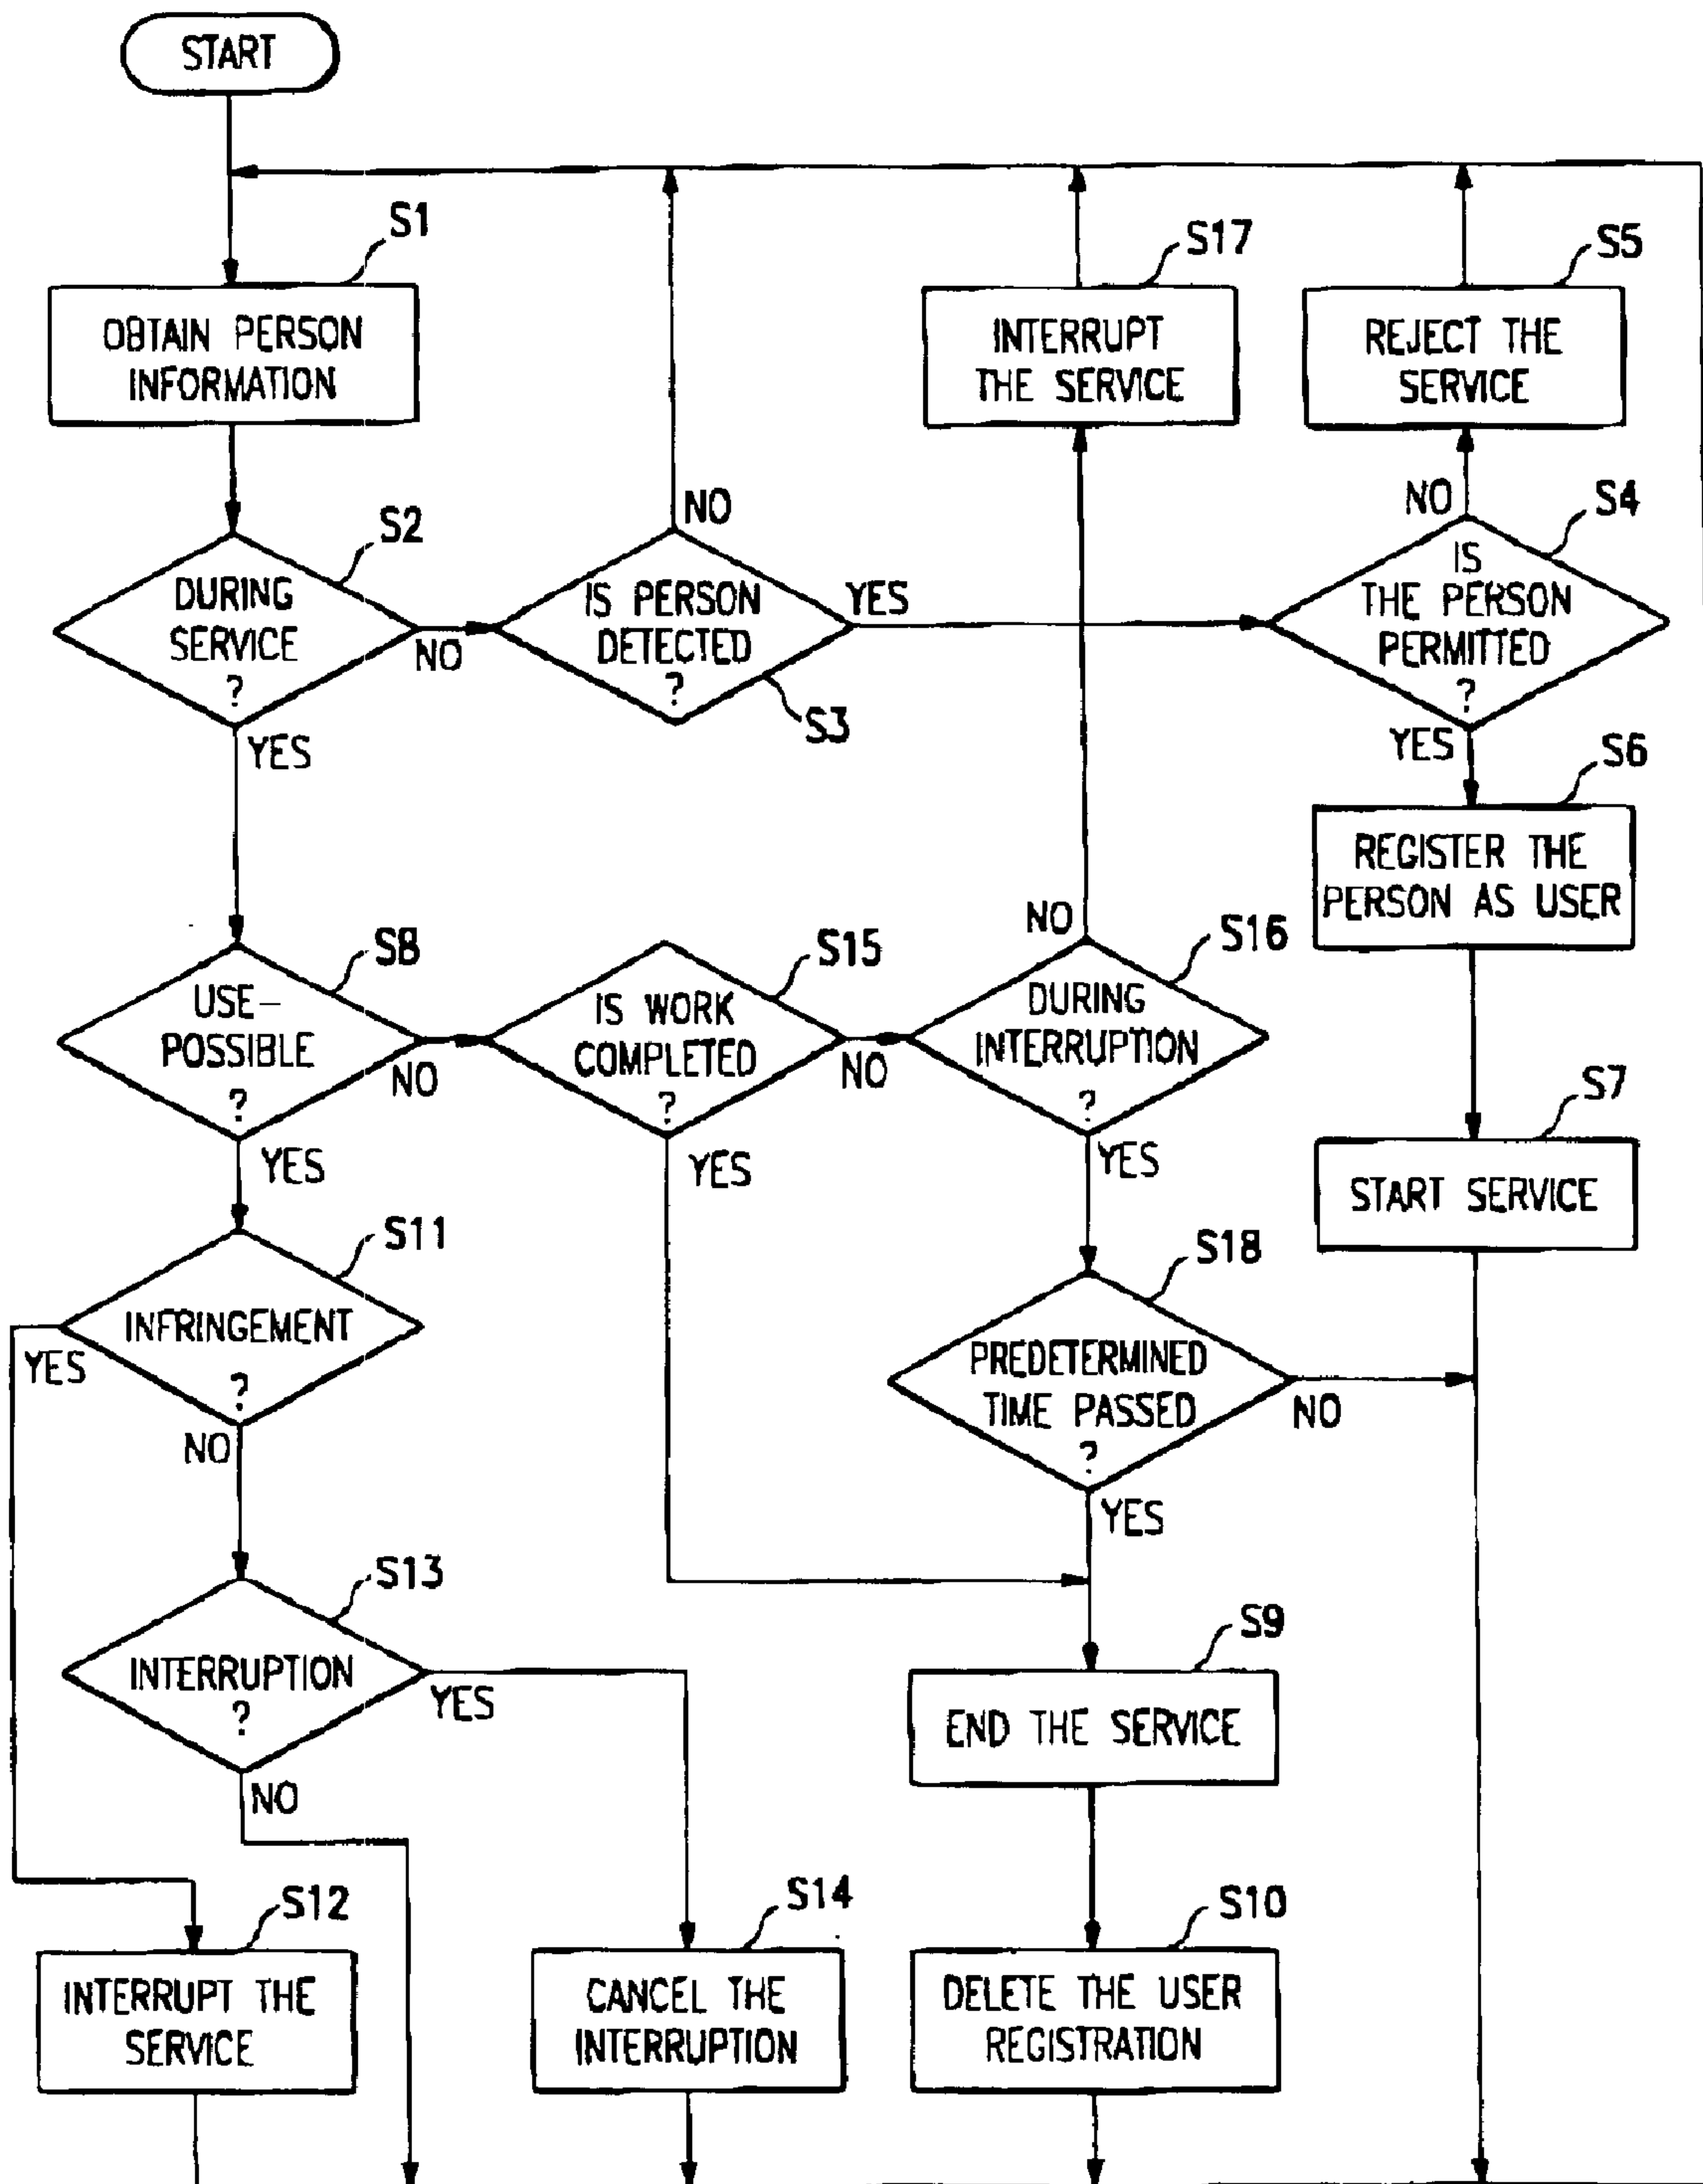 START
S1
OBTAIN PERSON
INFORMATION
S17
INTERRUPT
THE SERVICE
S5
REJECT THE
SERVICE
S2
DURING
SERVICE
?
NO
YES
NO
IS PERSON
DETECTED
?
YES
S3
NO
S4
IS
THE PERSON
PERMITTED
?
YES
S6
REGISTER THE
PERSON AS USER
S8
USE-
POSSIBLE
?
NO
YES
S15
IS WORK
COMPLETED
?
NO
YES
NO
S16
DURING
INTERRUPTION
?
YES
S7
START SERVICE
S11
INFRINGEMENT
?
YES
NO
S18
PREDETERMINED
TIME PASSED
?
NO
YES
S13
INTERRUPTION
?
YES
NO
S9
END THE SERVICE
S12
INTERRUPT THE
SERVICE
S14
CANCEL THE
INTERRUPTION
S10
DELETE THE USER
REGISTRATION